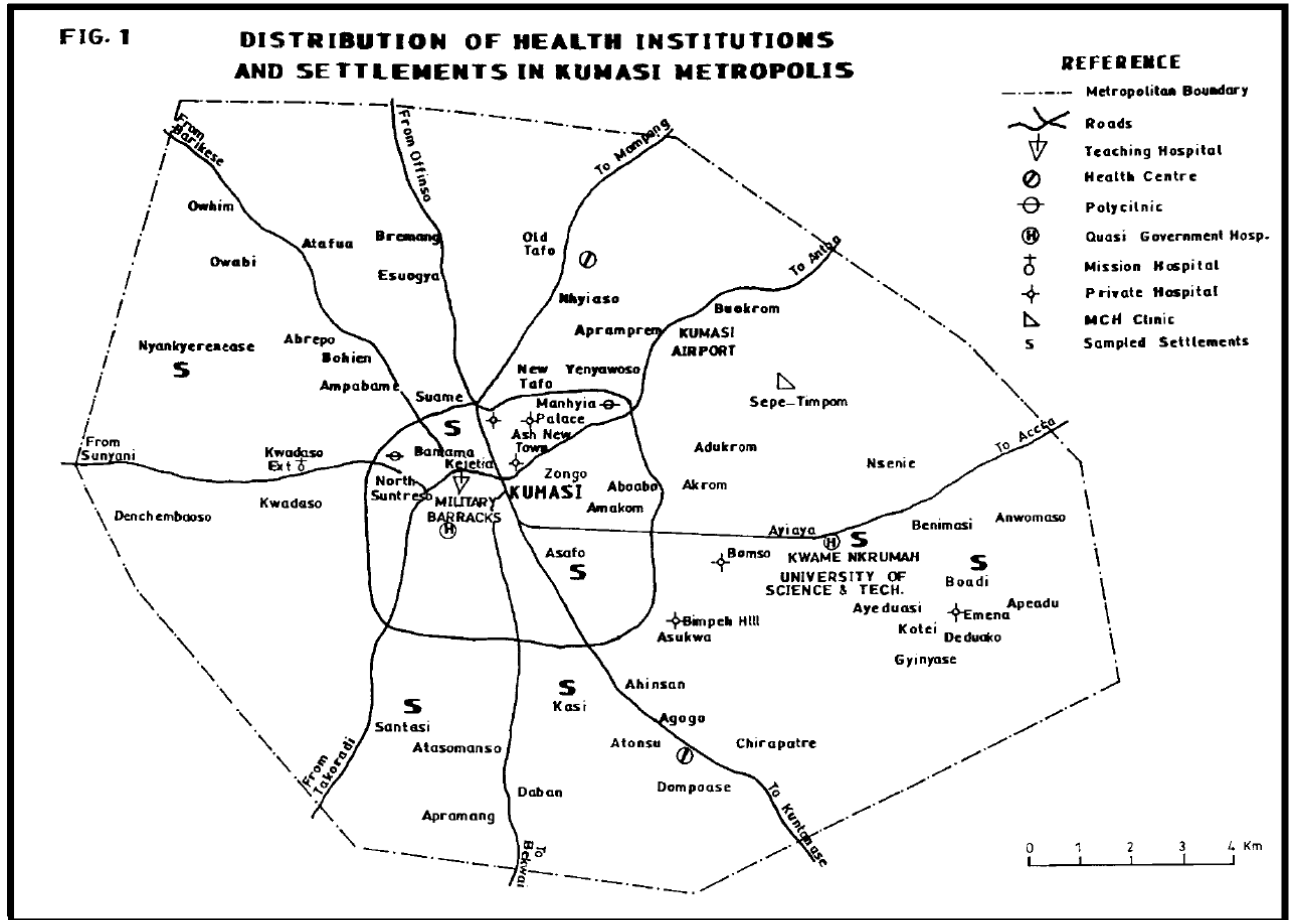 FIG. 1
DISTRIBUTION OF HEALTH INSTITUTIONS
AND SETTLEMENTS IN KUMASI METROPOLIS
REFERENCE
Metropolitan Boundary
Roads
Teaching Hospital
Health Centre
Polycilnic
Quasi Government Hosp.
Mission Hospital
Private Hospital
MCH Clinic
S Sampled Settlements
From
Barikese
From Offinso
To Mampong
Owhim
Atafua
Bremang
Old
Tafo
To Antoa
Owabi
Esuogya
Nhyiaso
Buokrom
Apramprem
KUMASI
AIRPORT
Nyankyerenease
S
Abrepo
Bohien
Ampabame
Suame
New
Tafo
Yenyawoso
Manhyia
Palace
Sepe-Timpom
S
Ash New
Town
From
Sunyani
Kwadaso
Ext
Bantama
Kejetia
Adukrom
Nsenie
To Accra
Zongo
North
Suntreso
KUMASI
Aboabo
Akrom
Kwadaso
MILITARY
BARRACKS
Amakom
Denchembaoso
H
Ayiaya
Benimasi
Anwomaso
Asafo
S
Bomso
H
S
KWAME NKRUMAH
UNIVERSITY OF
SCIENCE & TECH.
S
Boadi
Ayeduasi
Emena
Apeadu
Bimpeh Hlll
Asukwa
Kotei
Deduako
Gyinyase
S
Santasi
S
Kasi
Ahinsan
Agogo
Atasomanso
Atonsu
Chirapatre
From
Takoradi
Daban
Dompoase
Apramang
To
Bekwai
To Kuntanase
0 1 2 3 4 Km